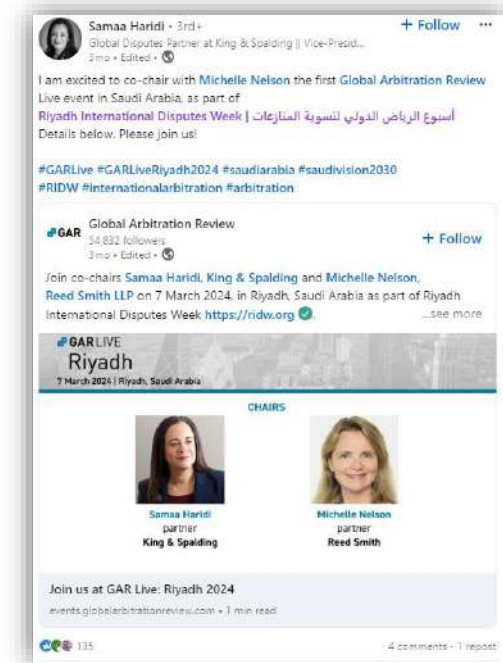 Samaa Haridi • 3rd+
+ Follow ...
Global Disputes Partner at King & Spalding || Vice-Presid...
3mo • Edited •
I am excited to co-chair with Michelle Nelson the first Global Arbitration Review
Live event in Saudi Arabia, as part of
Riyadh International Disputes Week | أسبوع الرياض الدولي لتسوية المنازعات
Details below. Please join us!
#GARLive #GARLiveRiyadh2024 #saudiarabia #saudivision2030
#RIDW #internationalarbitration #arbitration
GAR
Global Arbitration Review
54,832 followers
+ Follow
3mo • Edited •
Join co-chairs Samaa Haridi, King & Spalding and Michelle Nelson,
Reed Smith LLP on 7 March 2024, in Riyadh, Saudi Arabia as part of Riyadh
International Disputes Week https://ridw.org ✅.
...see more
GAR LIVE
Riyadh
7 March 2024 | Riyadh, Saudi Arabia
CHAIRS
Samaa Haridi
partner
King & Spalding
Michelle Nelson
partner
Reed Smith
Join us at GAR Live: Riyadh 2024
events.globalarbitrationreview.com • 1 min read
135
4 comments • 1 repost